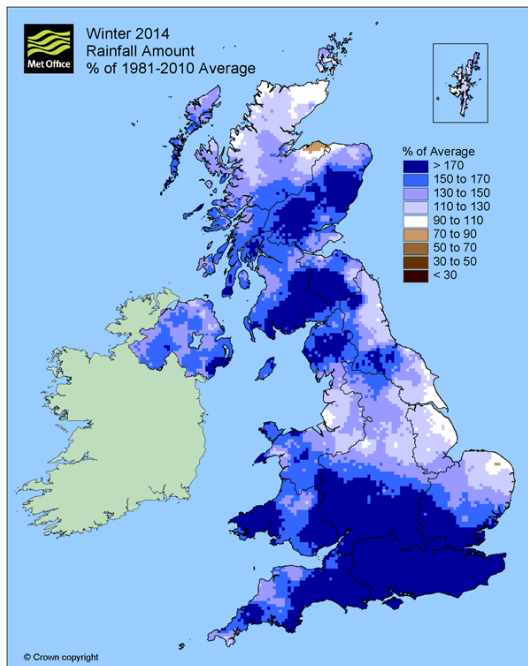 Met Office
Winter 2014
Rainfall Amount
% of 1981-2010 Average
% of Average
> 170
150 to 170
130 to 150
110 to 130
90 to 110
70 to 90
50 to 70
30 to 50
< 30
© Crown copyright